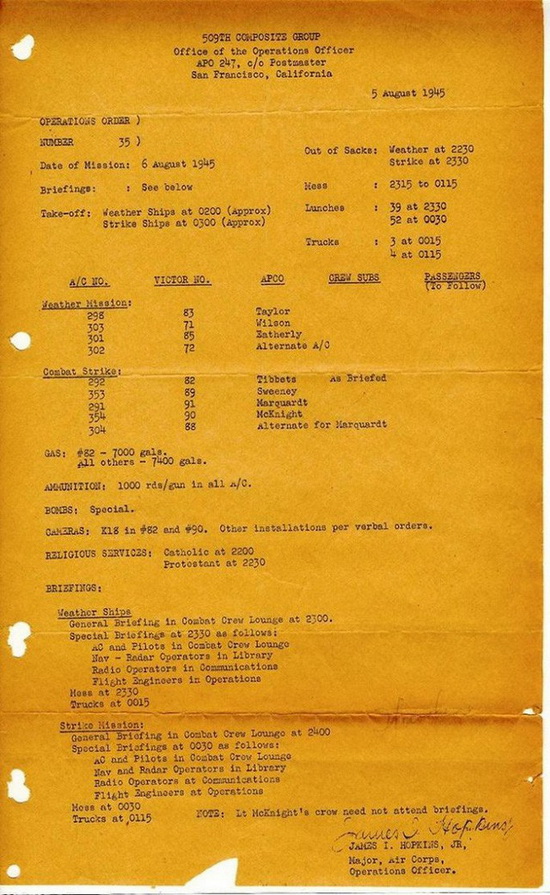 509TH COMPOSITE GROUP
Office of the Operations Officer
APO 247, c/o Postmaster
San Francisco, California
5 August 1945
OPERATIONS ORDER )
NUMBER 35 )
Out of Sacks: Weather at 2230
Strike at 2330
Date of Mission: 6 August 1945
Briefings: : See below
Mess : 2315 to 0115
Take-off: Weather Ships at 0200 (Approx)
Strike Ships at 0300 (Approx)
Lunches : 39 at 2330
52 at 0030
Trucks : 3 at 0015
4 at 0115
A/C NO. VICTOR NO. APCO CREW SUBS PASSENGERS
(To Follow)
Weather Mission:
298 83 Taylor
303 71 Wilson
301 85 Eatherly
302 72 Alternate A/C
Combat Strike:
292 82 Tibbets As Briefed
353 89 Sweeney
291 91 Marquardt
354 90 McKnight
304 88 Alternate for Marquardt
GAS: #82 - 7000 gals.
All others - 7400 gals.
AMMUNITION: 1000 rds/gun in all A/C.
BOMBS: Special.
CAMERAS: K18 in #82 and #90. Other installations per verbal orders.
RELIGIOUS SERVICES: Catholic at 2200
Protestant at 2230
BRIEFINGS:
Weather Ships
General Briefing in Combat Crew Lounge at 2300.
Special Briefings at 2330 as follows:
AC and Pilots in Combat Crew Lounge
Nav - Radar Operators in Library
Radio Operators in Communications
Flight Engineers in Operations
Mess at 2330
Trucks at 0015
Strike Mission:
General Briefing in Combat Crew Lounge at 2400
Special Briefings at 0030 as follows:
AC and Pilots in Combat Crew Lounge
Nav and Radar Operators in Library
Radio Operators at Communications
Flight Engineers at Operations
Mess at 0030
Trucks at 0115
NOTE: Lt McKnight's crew need not attend briefings.
James I. Hopkins Jr
JAMES I. HOPKINS, JR,
Major, Air Corps,
Operations Officer.